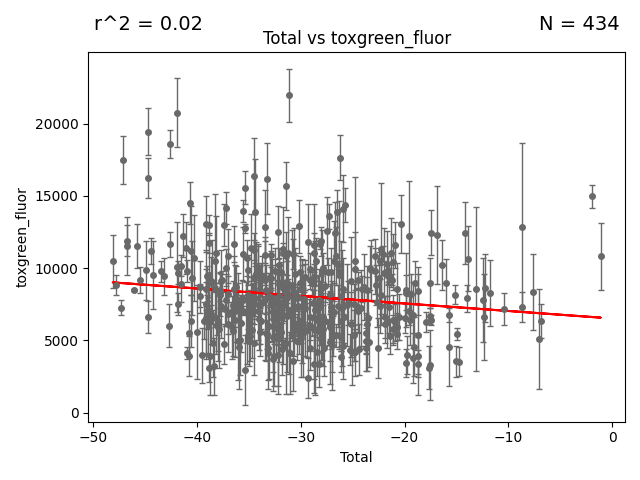 r^2 = 0.02
N = 434
Total vs toxgreen_fluor
20000
15000
10000
5000
0
toxgreen_fluor
−50
−40
−30
−20
−10
0
Total